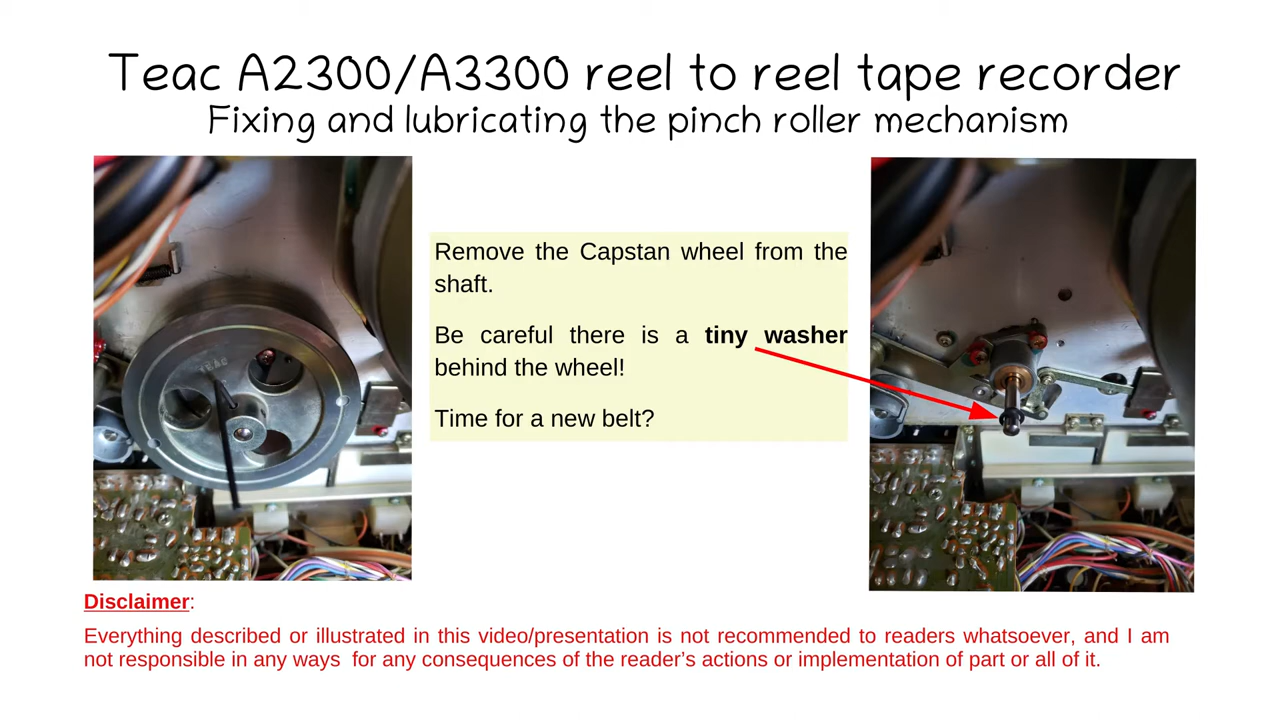 Teac A2300/A3300 reel to reel tape recorder
Fixing and lubricating the pinch roller mechanism
Remove the Capstan wheel from the
shaft.
Be careful there is a tiny washer
behind the wheel!
Time for a new belt?
TEAC
Disclaimer:
Everything described or illustrated in this video/presentation is not recommended to readers whatsoever, and I am
not responsible in any ways for any consequences of the reader's actions or implementation of part or all of it.